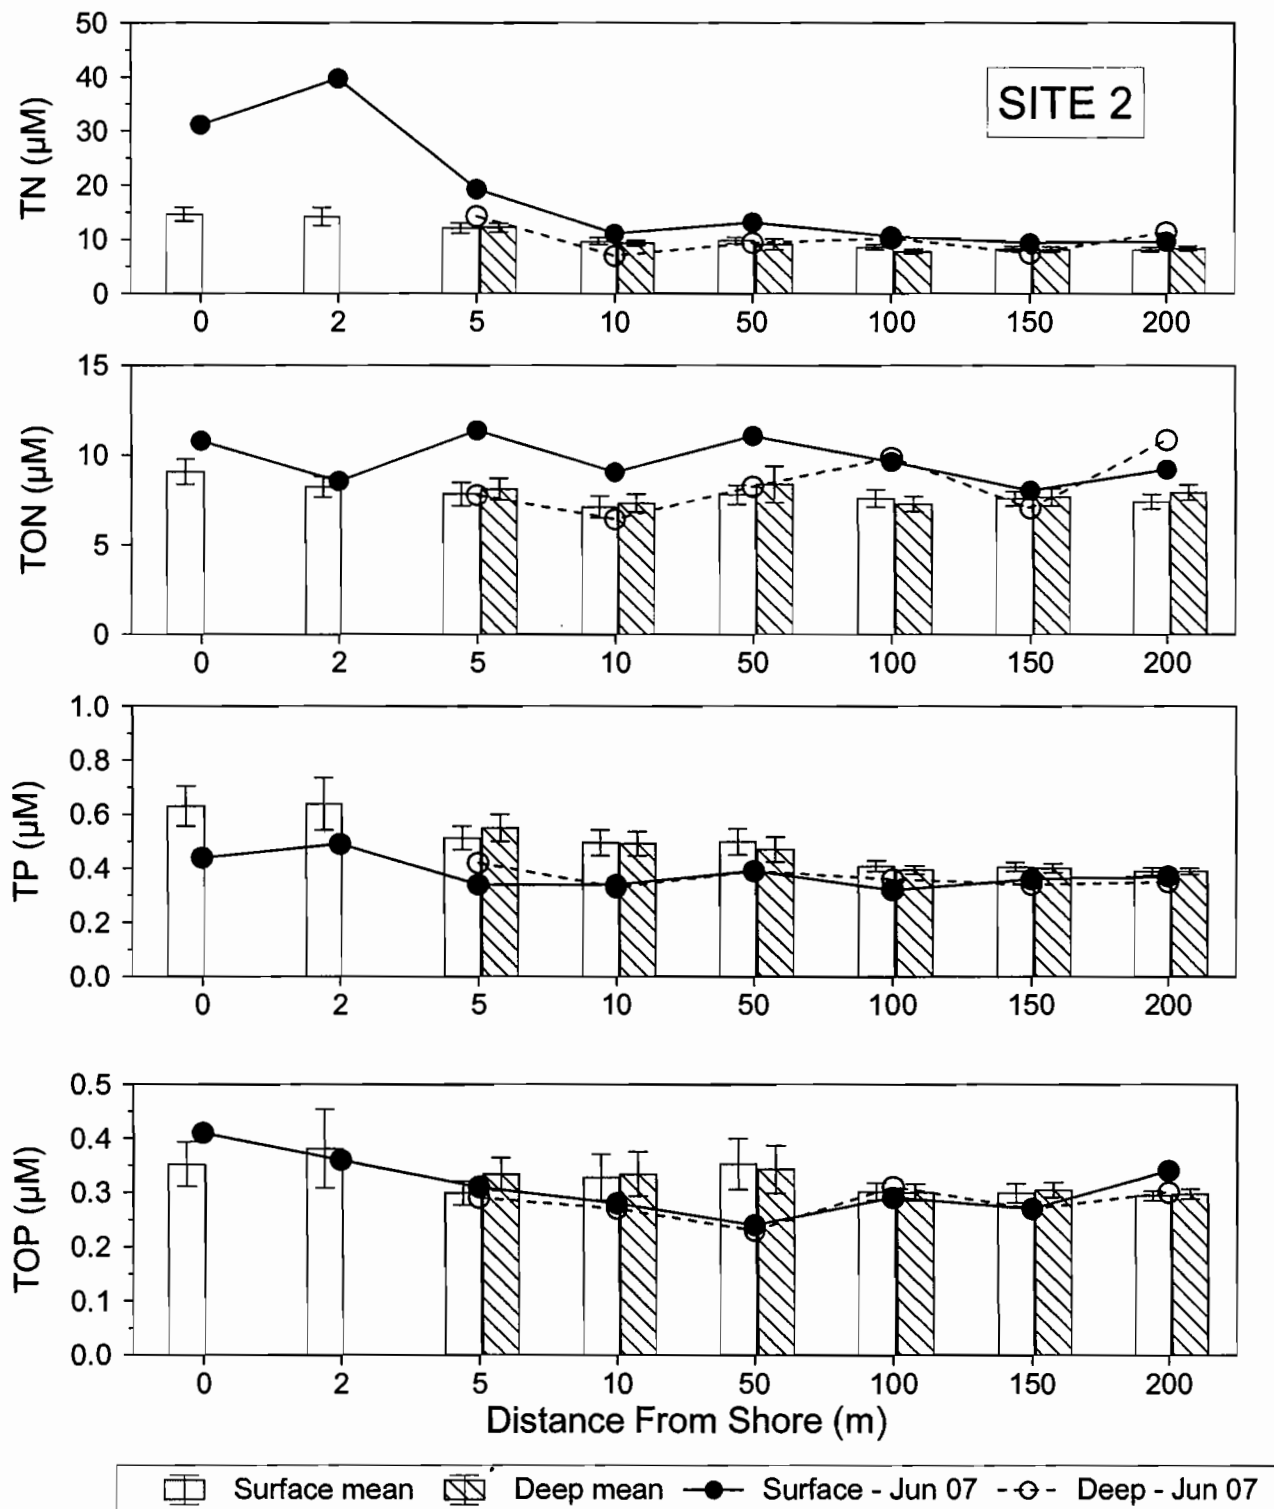 50
40
30
20
10
0
TN (µM)
SITE 2
0 2 5 10 50 100 150 200
15
10
5
0
TON (µM)
0 2 5 10 50 100 150 200
1.0
0.8
0.6
0.4
0.2
0.0
TP (µM)
0 2 5 10 50 100 150 200
0.5
0.4
0.3
0.2
0.1
0.0
TOP (µM)
0 2 5 10 50 100 150 200
Distance From Shore (m)
Surface mean Deep mean Surface - Jun 07 Deep - Jun 07